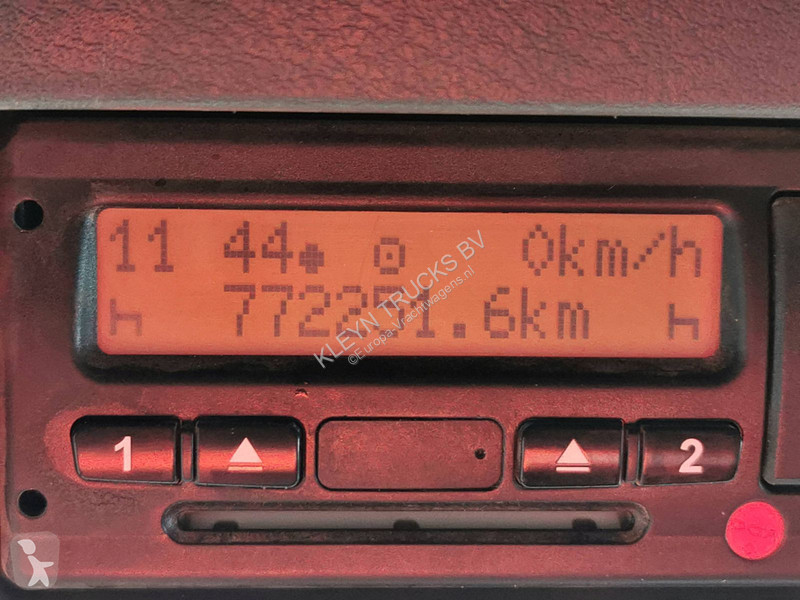 11 44 0km/h
772251.6km
KLEYN TRUCKS BV
©Europa-Vrachtwagens.nl
1 2